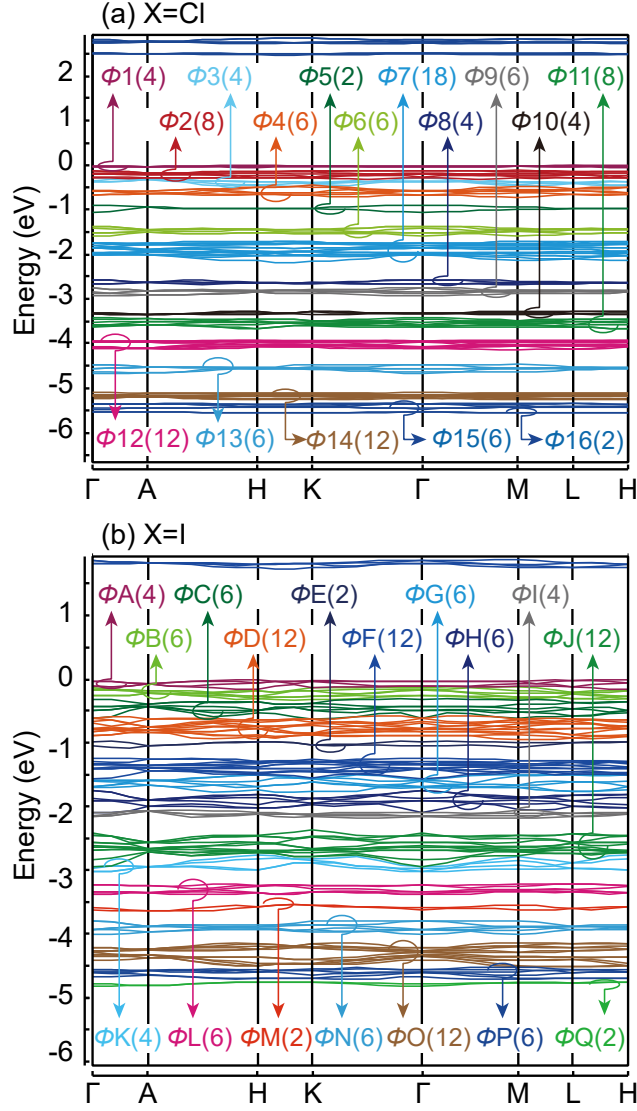 (a) X=Cl
2
Φ1(4) Φ3(4) Φ5(2) Φ7(18) Φ9(6) Φ11(8)
1
Φ2(8) Φ4(6) Φ6(6) Φ8(4) Φ10(4)
0
-1
-2
-3
-4
-5
-6
Energy (eV)
Φ12(12) Φ13(6) Φ14(12) Φ15(6) Φ16(2)
Γ A H K Γ M L H
(b) X=I
1
ΦA(4) ΦC(6) ΦE(2) ΦG(6) ΦI(4)
ΦB(6) ΦD(12) ΦF(12) ΦH(6) ΦJ(12)
0
-1
-2
-3
-4
-5
-6
Energy (eV)
ΦK(4) ΦL(6) ΦM(2) ΦN(6) ΦO(12) ΦP(6) ΦQ(2)
Γ A H K Γ M L H